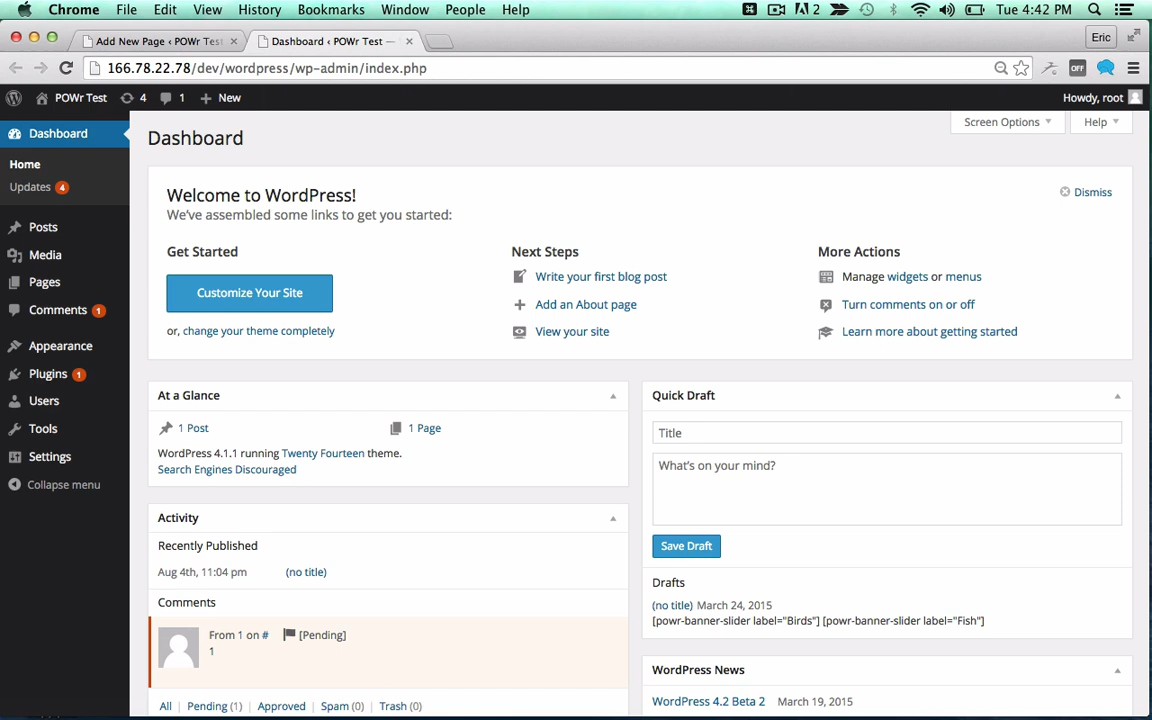 Chrome File Edit View History Bookmarks Window People Help 2 Tue 4:42 PM
Add New Page ‹ POWr Test × Dashboard ‹ POWr Test — × Eric
166.78.22.78/dev/wordpress/wp-admin/index.php OFF
POWr Test 4 1 + New Howdy, root
Screen Options Help
Dashboard
Home
Updates 4
Posts
Media
Pages
Comments 1
Appearance
Plugins 1
Users
Tools
Settings
Collapse menu
Dashboard
Welcome to WordPress! Dismiss
We've assembled some links to get you started:
Get Started
Customize Your Site
or, change your theme completely
Next Steps
Write your first blog post
Add an About page
View your site
More Actions
Manage widgets or menus
Turn comments on or off
Learn more about getting started
At a Glance
1 Post 1 Page
WordPress 4.1.1 running Twenty Fourteen theme.
Search Engines Discouraged
Activity
Recently Published
Aug 4th, 11:04 pm (no title)
Comments
From 1 on # [Pending]
1
All | Pending (1) | Approved | Spam (0) | Trash (0)
Quick Draft
Title
What's on your mind?
Save Draft
Drafts
(no title) March 24, 2015
[powr-banner-slider label="Birds"] [powr-banner-slider label="Fish"]
WordPress News
WordPress 4.2 Beta 2 March 19, 2015